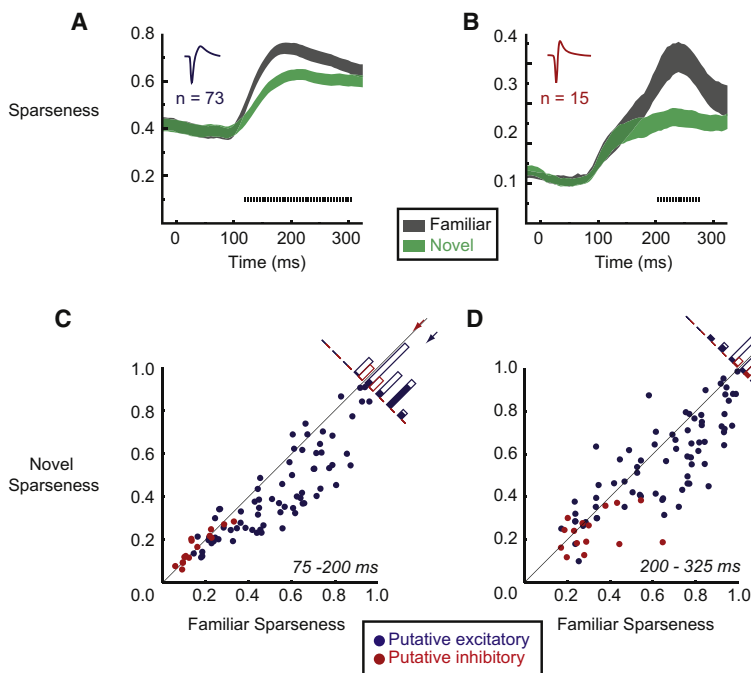 A
B
Sparseness
0.8
0.6
0.4
0.2
n = 73
0 100 200 300
Time (ms)
0.4
0.3
0.2
0.1
n = 15
0 100 200 300
Time (ms)
Familiar
Novel
C
D
Novel
Sparseness
1.0
0.8
0.6
0.4
0.2
0.0
75 -200 ms
0.2 0.4 0.6 0.8 1.0
Familiar Sparseness
1.0
0.8
0.6
0.4
0.2
0.0
200 - 325 ms
0.2 0.4 0.6 0.8 1.0
Familiar Sparseness
Putative excitatory
Putative inhibitory